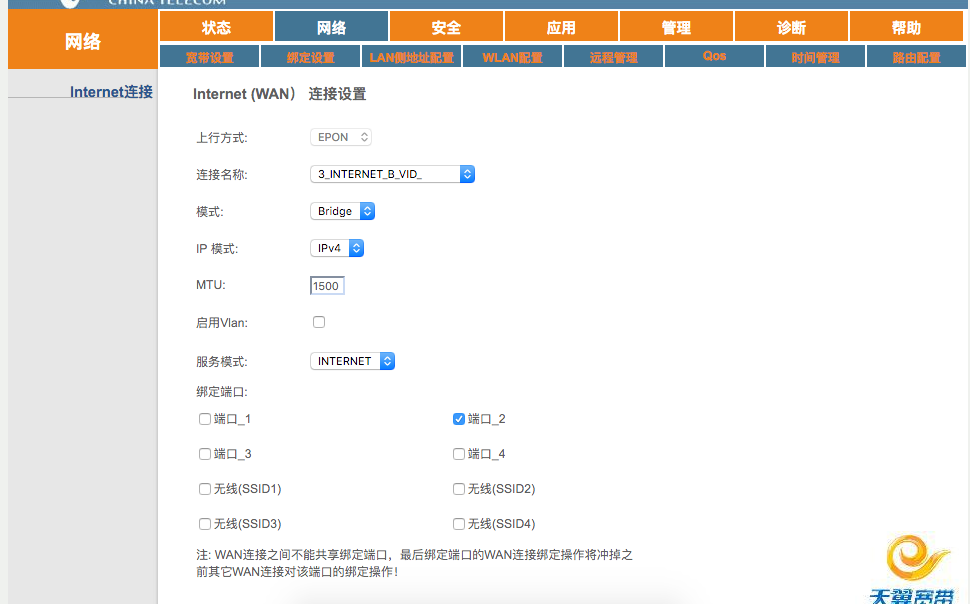 CHINA TELECOM
网络
状态 网络 安全 应用 管理 诊断 帮助
宽带设置 绑定设置 LAN侧地址配置 WLAN配置 远程管理 Qos 时间管理 路由配置
Internet连接
Internet (WAN） 连接设置
上行方式: EPON
连接名称: 3_INTERNET_B_VID_
模式: Bridge
IP 模式: IPv4
MTU: 1500
启用Vlan:
服务模式: INTERNET
绑定端口:
端口_1 端口_2
端口_3 端口_4
无线(SSID1) 无线(SSID2)
无线(SSID3) 无线(SSID4)
注: WAN连接之间不能共享绑定端口，最后绑定端口的WAN连接绑定操作将冲掉之
前其它WAN连接对该端口的绑定操作!
天翼宽带